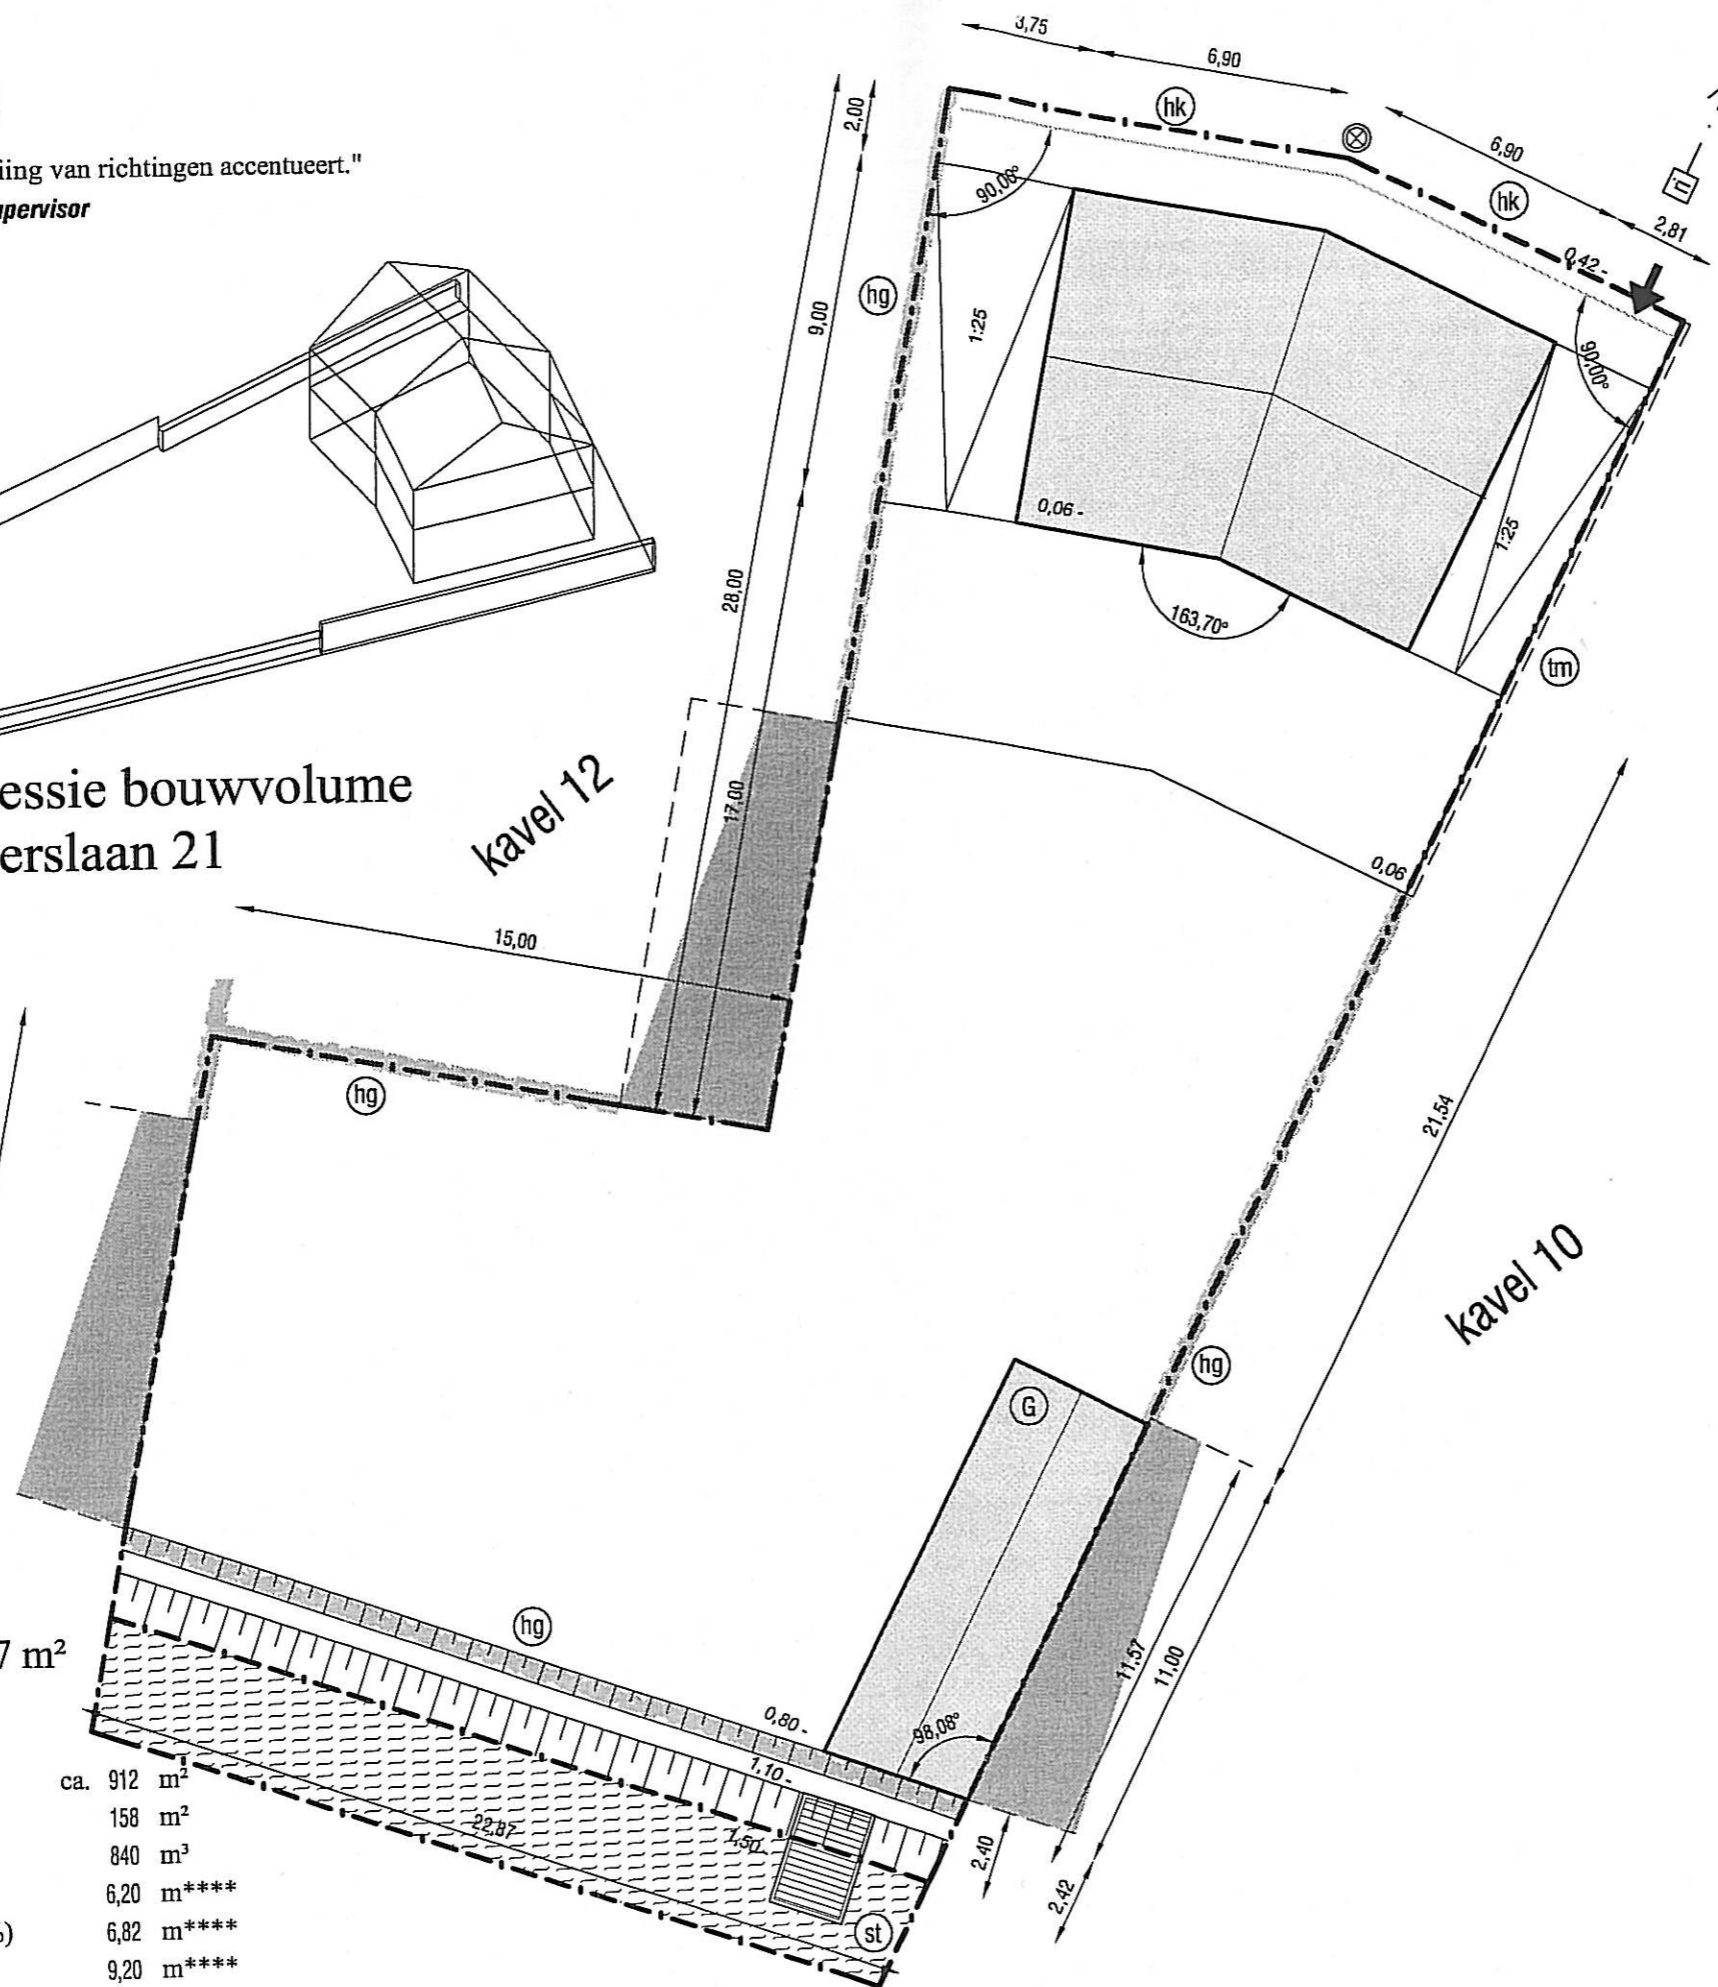 3,75
6,90
2,00
hk
6,90
iing van richtingen accentueert."
pervisor
90,00°
n.i.
hk
2,81
0,42 -
hg
9,00
1:25
90,00°
0,06 -
1:25
28,00
163,70°
tm
essie bouwvolume
erslaan 21
kavel 12
17,00
0,06
15,00
hg
21,54
kavel 10
hg
G
hg
7 m²
11,57
11,00
0,80 -
98,08°
1,10 -
22,87
1,50 -
2,40
2,42
st
ca. 912 m²
158 m²
840 m³
6,20 m****
6,82 m****
9,20 m****